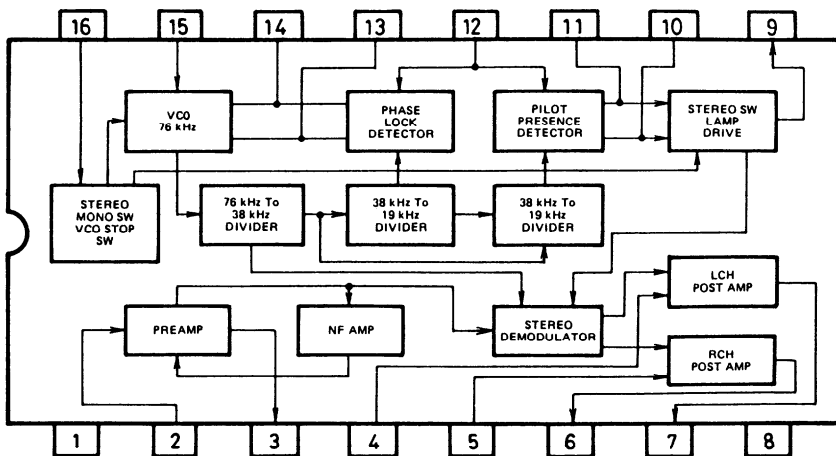 16
15
14
13
12
11
10
9
VCO
76 kHz
PHASE
LOCK
DETECTOR
PILOT
PRESENCE
DETECTOR
STEREO SW
LAMP
DRIVE
STEREO
MONO SW
VCO STOP
SW
76 kHz To
38 kHz
DIVIDER
38 kHz To
19 kHz
DIVIDER
38 kHz To
19 kHz
DIVIDER
PREAMP
NF AMP
STEREO
DEMODULATOR
LCH
POST AMP
RCH
POST AMP
1
2
3
4
5
6
7
8